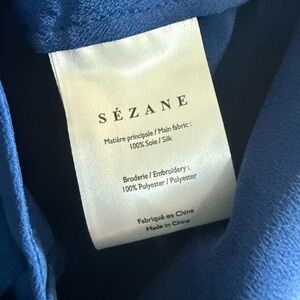 SÉZANE
Matière principale / Main fabric :
100% Soie / Silk
Broderie / Embroidery :
100% Polyester / Polyester
Fabriqué en Chine
Made in China